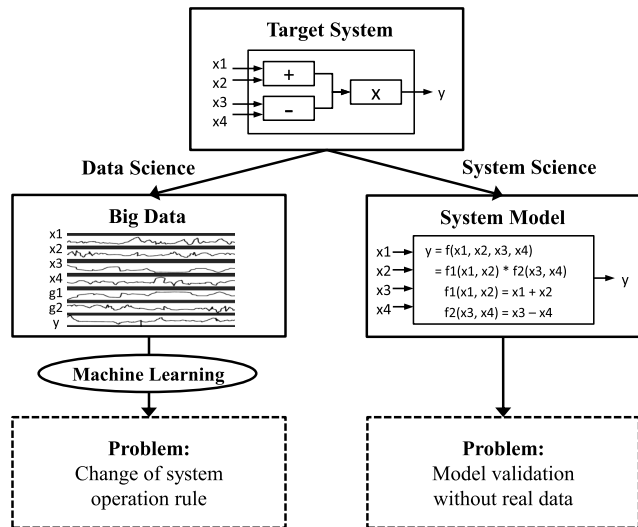 Target System
x1
x2
x3
x4
+
-
x
y
Data Science
System Science
Big Data
x1
x2
x3
x4
g1
g2
y
System Model
x1
x2
x3
x4
y = f(x1, x2, x3, x4)
= f1(x1, x2) * f2(x3, x4)
f1(x1, x2) = x1 + x2
f2(x3, x4) = x3 – x4
y
Machine Learning
Problem:
Change of system
operation rule
Problem:
Model validation
without real data